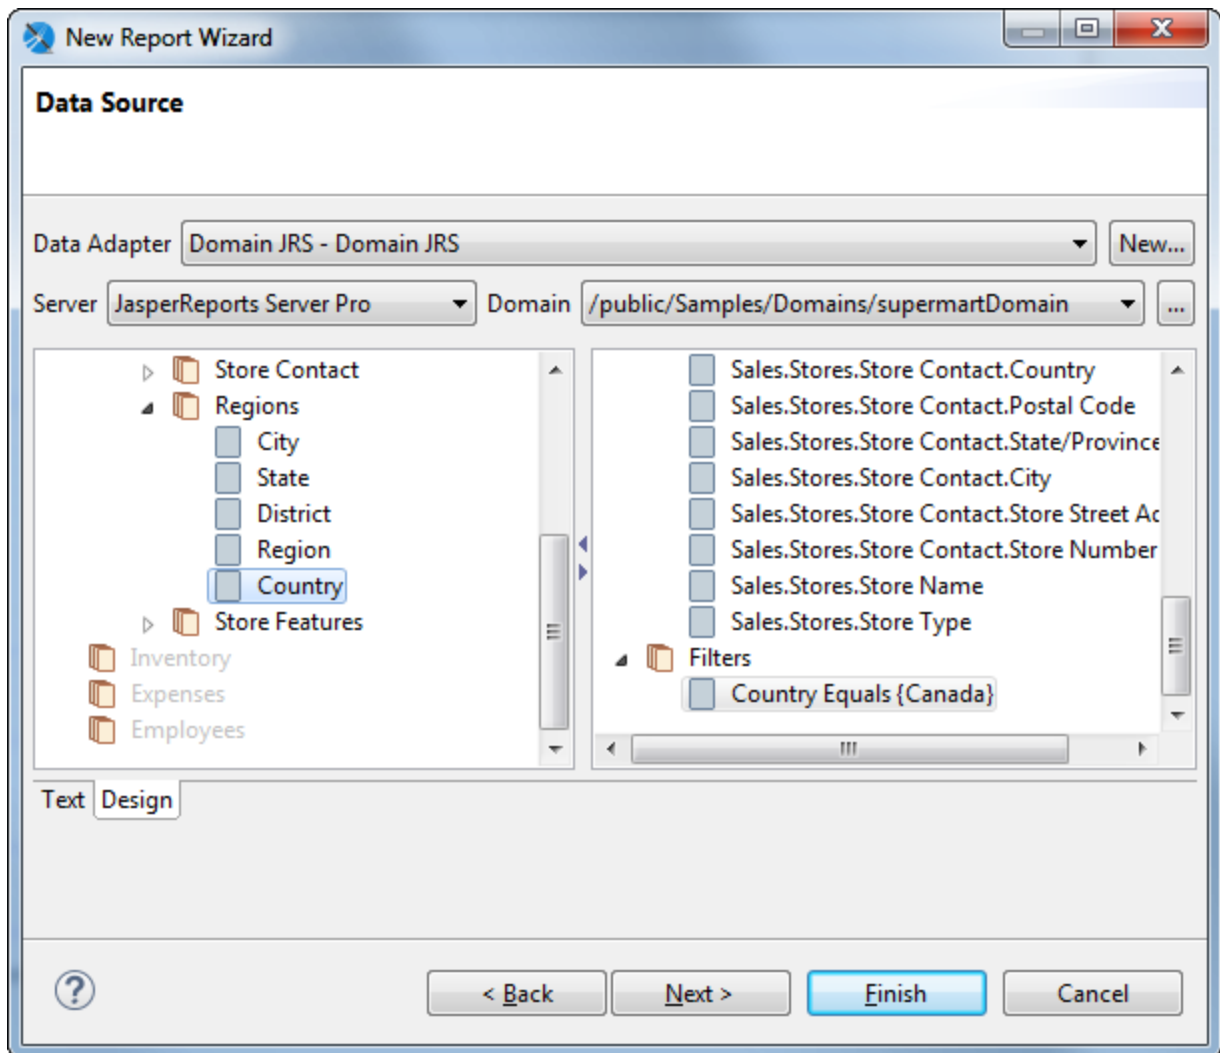 New Report Wizard
Data Source
Data Adapter Domain JRS - Domain JRS New...
Server JasperReports Server Pro Domain /public/Samples/Domains/supermartDomain ...
Store Contact
Regions
City
State
District
Region
Country
Store Features
Inventory
Expenses
Employees
Sales.Stores.Store Contact.Country
Sales.Stores.Store Contact.Postal Code
Sales.Stores.Store Contact.State/Province
Sales.Stores.Store Contact.City
Sales.Stores.Store Contact.Store Street Ac
Sales.Stores.Store Contact.Store Number
Sales.Stores.Store Name
Sales.Stores.Store Type
Filters
Country Equals {Canada}
Text Design
? < Back Next > Finish Cancel